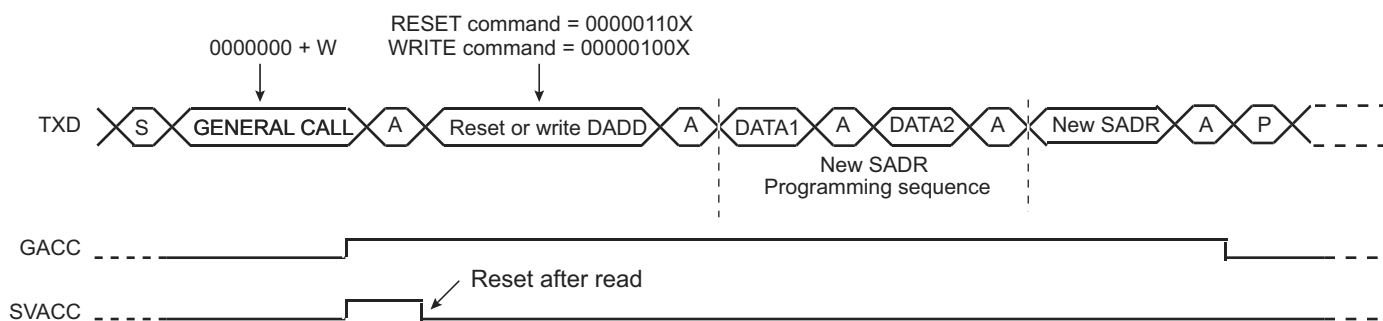 RESET command = 00000110X
0000000 + W
WRITE command = 00000100X
TXD S GENERAL CALL A Reset or write DADD A DATA1 A DATA2 A New SADR A P
New SADR
Programming sequence
GACC
Reset after read
SVACC